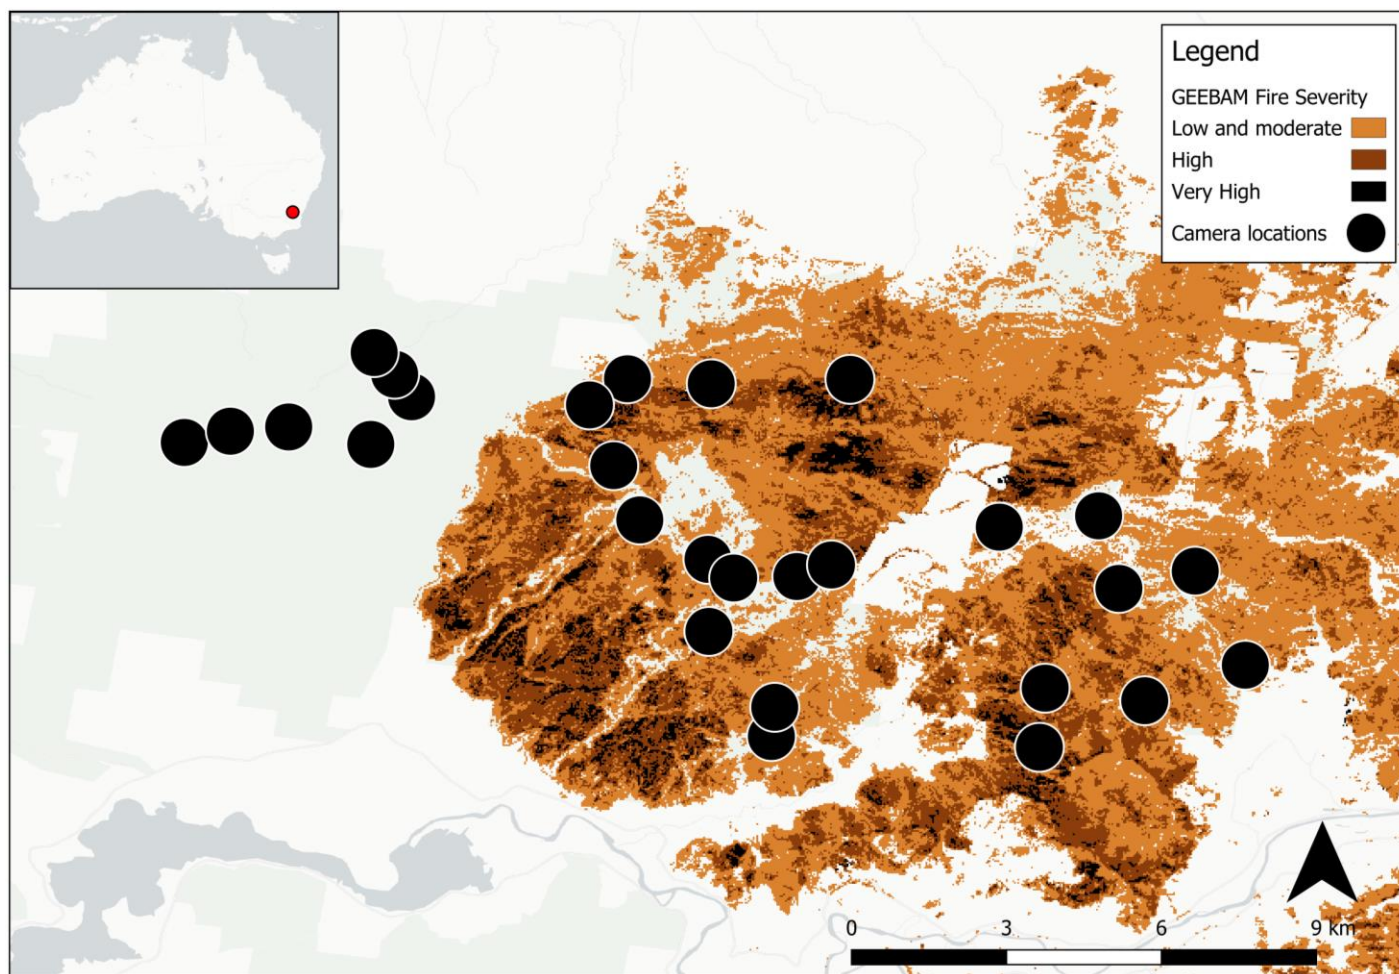 Legend
GEEBAM Fire Severity
Low and moderate
High
Very High
Camera locations
0 3 6 9 km